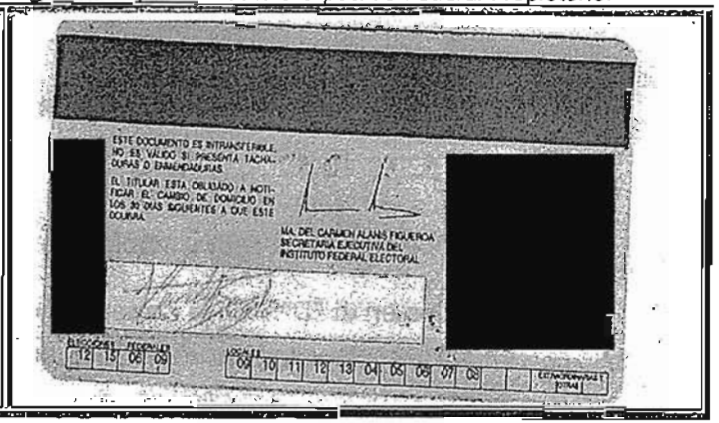 ESTE DOCUMENTO ES INTRANSFERIBLE,
NO ES VÁLIDO SI PRESENTA TACHA-
DURAS O ENMENDADURAS.
EL TITULAR ESTA OBLIGADO A NOTI-
FICAR EL CAMBIO DE DOMICILIO EN
LOS 30 DIAS SIGUIENTES A QUE ESTE
OCURRA.
MA. DEL CARMEN ALANIS FIGUEROA
SECRETARIA EJECUTIVA DEL
INSTITUTO FEDERAL ELECTORAL
ELECCIONES FEDERALES
12 15 06 09
LOCALES
09 10 11 12 13 04 05 06 07 08
EXTRAORDINARIAS
OTRAS